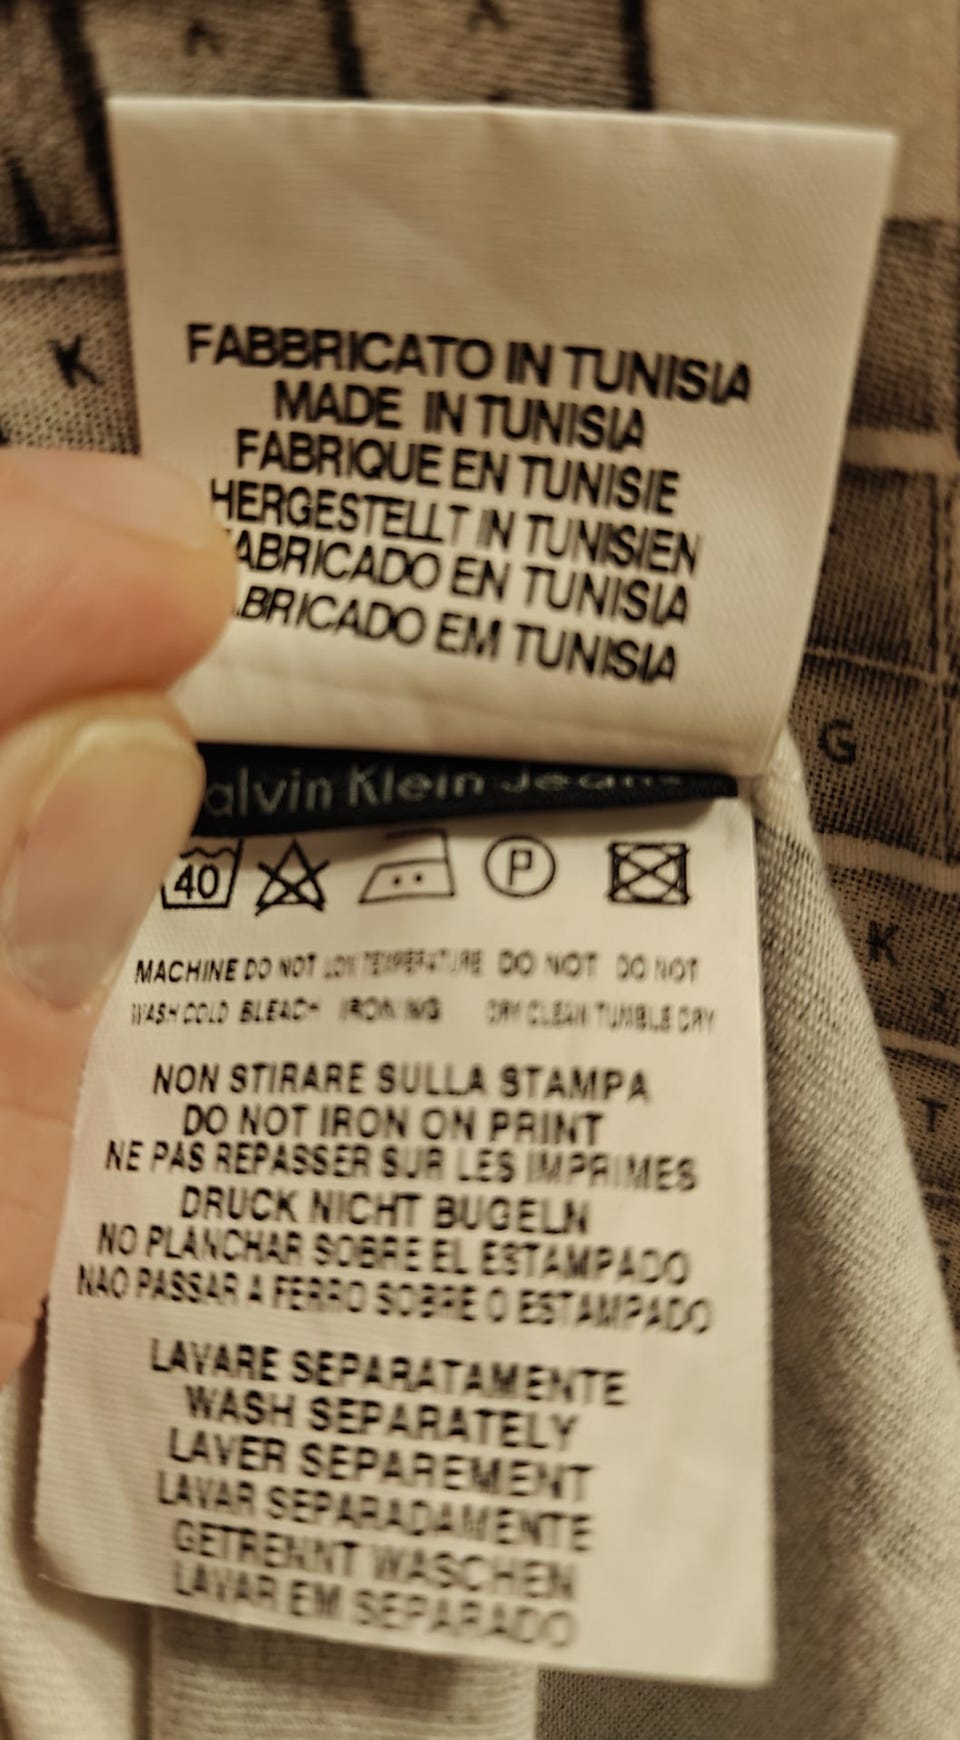 K
FABBRICATO IN TUNISIA
MADE IN TUNISIA
FABRIQUE EN TUNISIE
HERGESTELLT IN TUNISIEN
ABRICADO EN TUNISIA
BRICADO EM TUNISIA
G
alvin Klein Jeans
40 P
K
MACHINE DO NOT LOW TEMPERATURE DO NOT DO NOT
WASH COLD BLEACH IRONING DRY CLEAN TUMBLE DRY
NON STIRARE SULLA STAMPA
DO NOT IRON ON PRINT
T
NE PAS REPASSER SUR LES IMPRIMES
DRUCK NICHT BUGELN
NO PLANCHAR SOBRE EL ESTAMPADO
NAO PASSAR A FERRO SOBRE O ESTAMPADO
LAVARE SEPARATAMENTE
WASH SEPARATELY
LAVER SEPAREMENT
LAVAR SEPARADAMENTE
GETRENNT WASCHEN
LAVAR EM SEPARADO